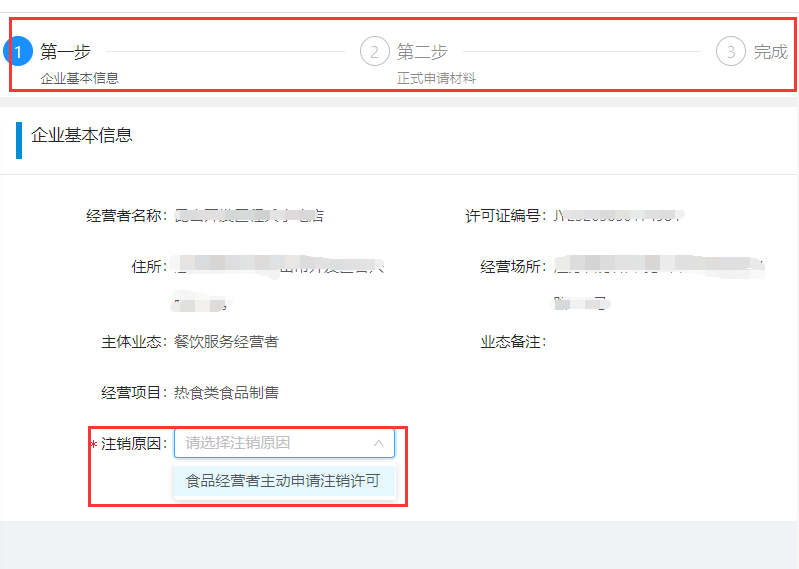 1 第一步
企业基本信息
2 第二步
正式申请材料
3 完成
企业基本信息
经营者名称：
许可证编号：
住所：
经营场所：
主体业态：餐饮服务经营者
业态备注：
经营项目：热食类食品制售
*注销原因：请选择注销原因
食品经营者主动申请注销许可